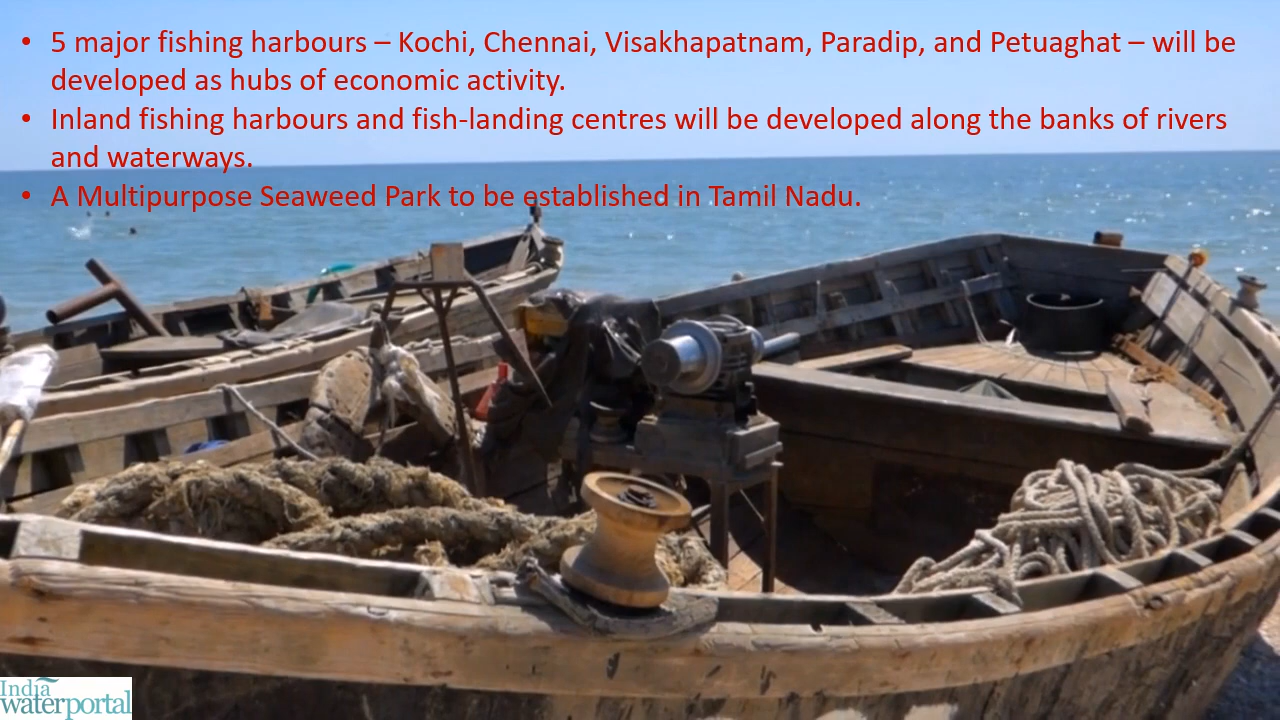 • 5 major fishing harbours – Kochi, Chennai, Visakhapatnam, Paradip, and Petuaghat – will be
developed as hubs of economic activity.
• Inland fishing harbours and fish-landing centres will be developed along the banks of rivers
and waterways.
• A Multipurpose Seaweed Park to be established in Tamil Nadu.
India
waterportal